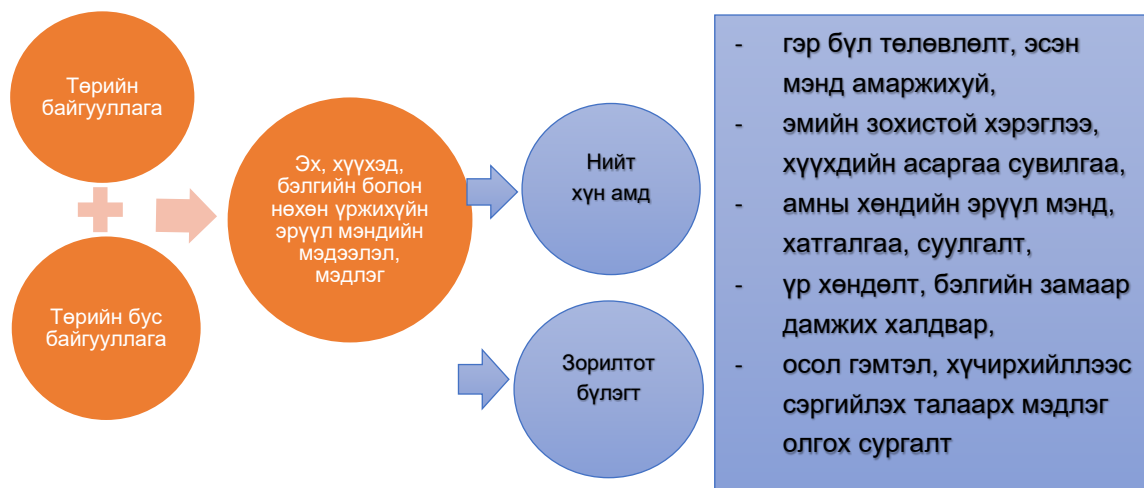 Төрийн
байгууллага
Төрийн бус
байгууллага
Эх, хүүхэд,
бэлгийн болон
нөхөн үржихүйн
эрүүл мэндийн
мэдээлэл,
мэдлэг
Нийт
хүн амд
Зорилтот
бүлэгт
- гэр бүл төлөвлөлт, эсэн
мэнд амаржихуй,
- эмийн зохистой хэрэглээ,
хүүхдийн асаргаа сувилгаа,
- амны хөндийн эрүүл мэнд,
хатгалгаа, суулгалт,
- үр хөндөлт, бэлгийн замаар
дамжих халдвар,
- осол гэмтэл, хүчирхийллээс
сэргийлэх талаарх мэдлэг
олгох сургалт